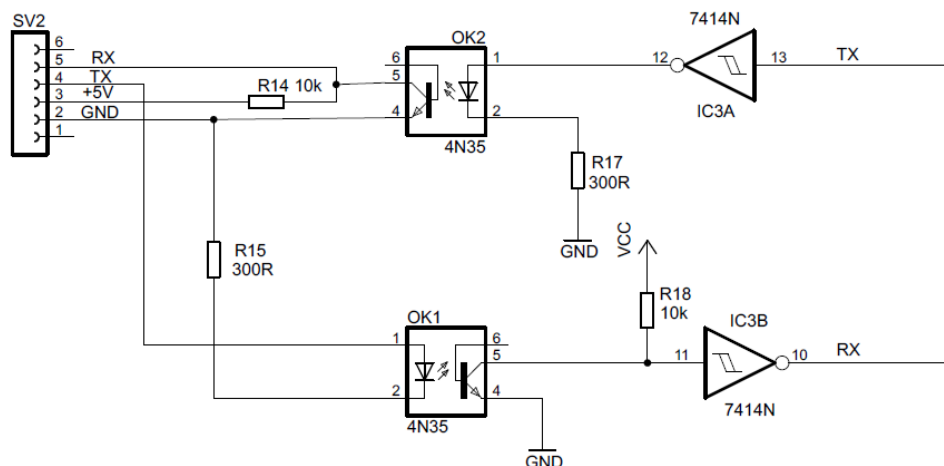 SV2
6
5 RX
4 TX
3 +5V
2 GND
1
R14 10k
OK2
6
5
4
1
2
4N35
7414N
12
13
TX
IC3A
R17
300R
GND
R15
300R
VCC
R18
10k
OK1
1
2
6
5
4
4N35
GND
IC3B
11
10
RX
7414N